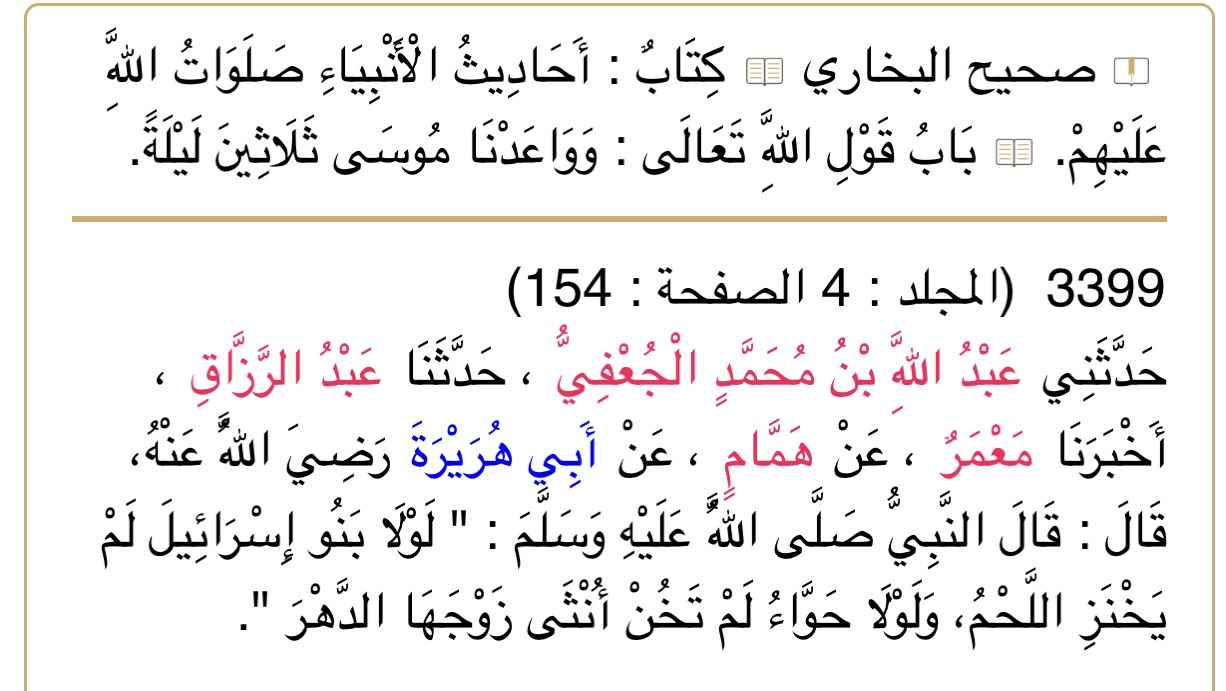 صحيح البخاري كِتَابٌ : أَحَادِيثُ الْأَنْبِيَاءِ صَلَوَاتُ اللَّهِ
عَلَيْهِمْ. بَابُ قَوْلِ اللَّهِ تَعَالَى : وَوَاعَدْنَا مُوسَى ثَلَاثِينَ لَيْلَةً.
3399 (المجلد : 4 الصفحة : 154)
حَدَّثَنِي عَبْدُ اللَّهِ بْنُ مُحَمَّدٍ الْجُعْفِيُّ ، حَدَّثَنَا عَبْدُ الرَّزَّاقِ ،
أَخْبَرَنَا مَعْمَرٌ ، عَنْ هَمَّامٍ ، عَنْ أَبِي هُرَيْرَةَ رَضِيَ اللَّهُ عَنْهُ،
قَالَ : قَالَ النَّبِيُّ صَلَّى اللَّهُ عَلَيْهِ وَسَلَّمَ : " لَوْلَا بَنُو إِسْرَائِيلَ لَمْ
يَخْنَزِ اللَّحْمُ، وَلَوْلَا حَوَّاءُ لَمْ تَخُنْ أُنْثَى زَوْجَهَا الدَّهْرَ ".